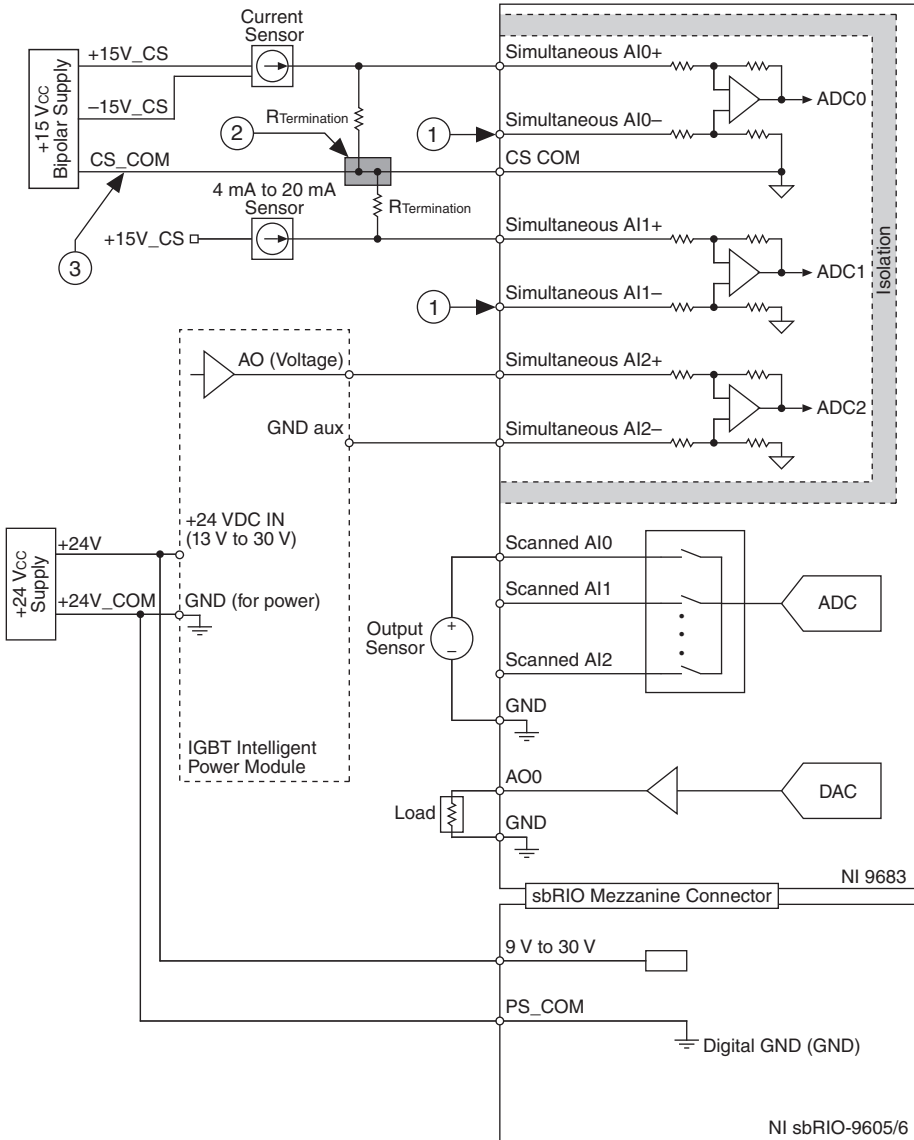 Current
Sensor
+15V_CS
Simultaneous AI0+
+15 VCC
Bipolar Supply
–15V_CS
ADC0
RTermination
2
1
Simultaneous AI0–
CS_COM
CS COM
4 mA to 20 mA
Sensor
RTermination
Isolation
+15V_CS
Simultaneous AI1+
3
ADC1
1
Simultaneous AI1–
AO (Voltage)
Simultaneous AI2+
ADC2
GND aux
Simultaneous AI2–
+24 VCC
Supply
+24V
+24 VDC IN
(13 V to 30 V)
Scanned AI0
+24V_COM
GND (for power)
Scanned AI1
ADC
Output
Sensor
+
–
Scanned AI2
GND
IGBT Intelligent
Power Module
AO0
Load
DAC
GND
NI 9683
sbRIO Mezzanine Connector
9 V to 30 V
PS_COM
Digital GND (GND)
NI sbRIO-9605/6